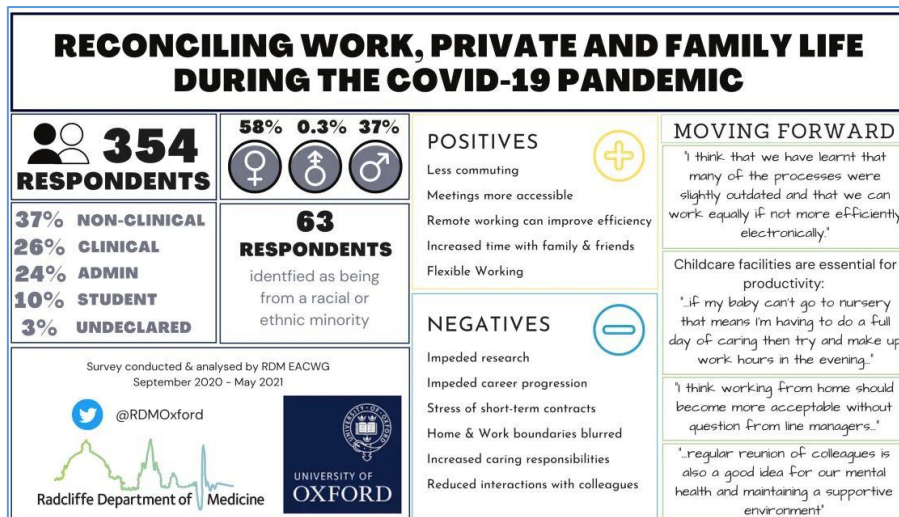 RECONCILING WORK, PRIVATE AND FAMILY LIFE
DURING THE COVID-19 PANDEMIC
354
RESPONDENTS
58% 0.3% 37%
37% NON-CLINICAL
26% CLINICAL
24% ADMIN
10% STUDENT
3% UNDECLARED
63
RESPONDENTS
identfied as being
from a racial or
ethnic minority
Survey conducted & analysed by RDM EACWG
September 2020 - May 2021
@RDMOxford
Radcliffe Department of Medicine
UNIVERSITY OF OXFORD
UNIVERSITY OF
OXFORD
POSITIVES
Less commuting
Meetings more accessible
Remote working can improve efficiency
Increased time with family & friends
Flexible Working
NEGATIVES
Impeded research
Impeded career progression
Stress of short-term contracts
Home & Work boundaries blurred
Increased caring responsibilities
Reduced interactions with colleagues
MOVING FORWARD
"I think that we have learnt that
many of the processes were
slightly outdated and that we can
work equally if not more efficiently
electronically."
Childcare facilities are essential for
productivity:
"...if my baby can't go to nursery
that means I'm having to do a full
day of caring then try and make up
work hours in the evening..."
"I think working from home should
become more acceptable without
question from line managers..."
"...regular reunion of colleagues is
also a good idea for our mental
health and maintaining a supportive
environment"